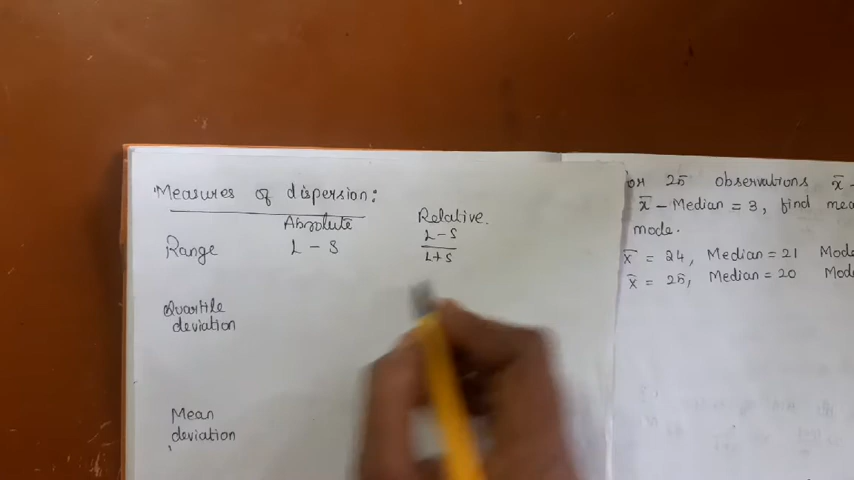 Measures of dispersion:
Absolute Relative.
Range L - S L - S
L + S
Quartile
deviation
Mean
deviation
25 observations x̄ -
x̄ - Median = 3, find
mode.
x̄ = 24, Median = 21
x̄ = 25, Median = 20